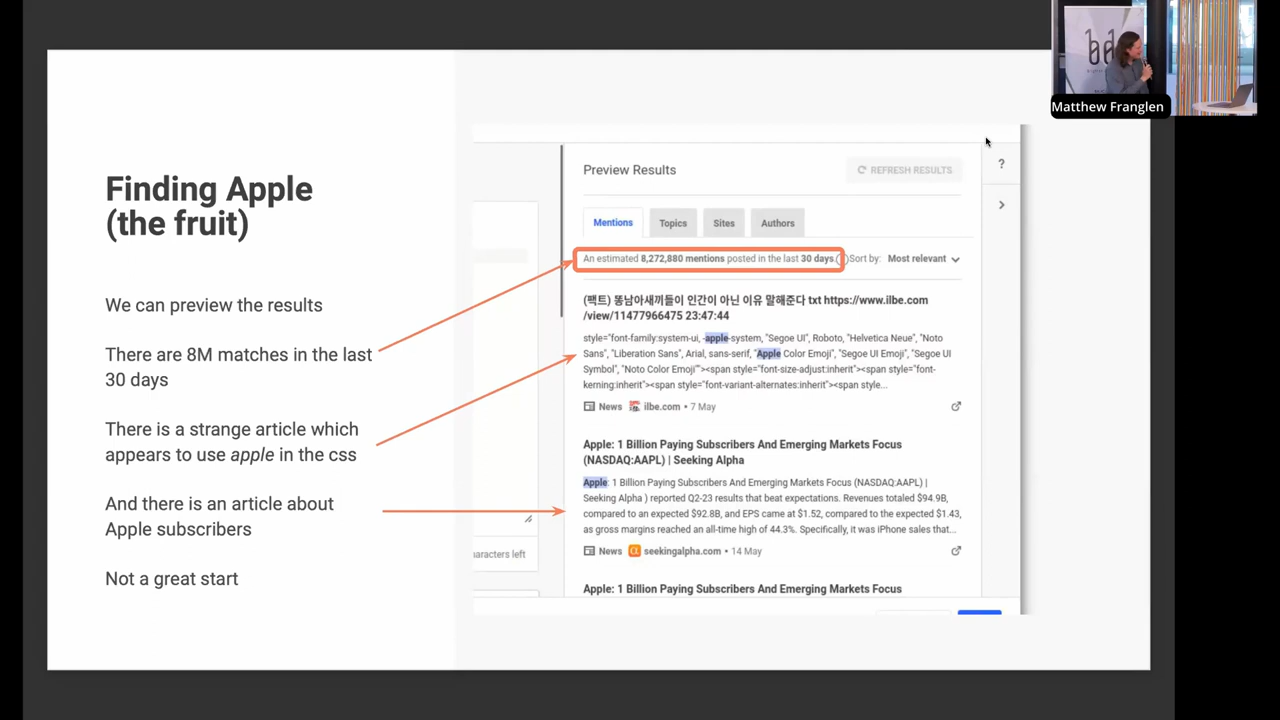 Finding Apple
(the fruit)
We can preview the results
There are 8M matches in the last
30 days
There is a strange article which
appears to use apple in the css
And there is an article about
Apple subscribers
Not a great start
Preview Results
REFRESH RESULTS
?
Mentions Topics Sites Authors
An estimated 8,272,880 mentions posted in the last 30 days. Sort by: Most relevant
(팩트) 똥남아새끼들이 인간이 아닌 이유 말해준다 txt https://www.ilbe.com
/view/11477966475 23:47:44
style="font-family:system-ui, -apple-system, "Segoe UI", Roboto, "Helvetica Neue", "Noto
Sans", "Liberation Sans", Arial, sans-serif, "Apple Color Emoji", "Segoe UI Emoji", "Segoe UI
Symbol", "Noto Color Emoji""><span style="font-size-adjust:inherit"><span style="font-
kerning:inherit"><span style="font-variant-alternates:inherit"><span style...
News ilbe.com • 7 May
Apple: 1 Billion Paying Subscribers And Emerging Markets Focus
(NASDAQ:AAPL) | Seeking Alpha
Apple: 1 Billion Paying Subscribers And Emerging Markets Focus (NASDAQ:AAPL) |
Seeking Alpha ) reported Q2-23 results that beat expectations. Revenues totaled $94.9B,
compared to an expected $92.8B, and EPS came at $1.52, compared to the expected $1.43,
as gross margins reached an all-time high of 44.3%. Specifically, it was iPhone sales that...
aracters left
News α seekingalpha.com • 14 May
Apple: 1 Billion Paying Subscribers And Emerging Markets Focus
Matthew Franglen